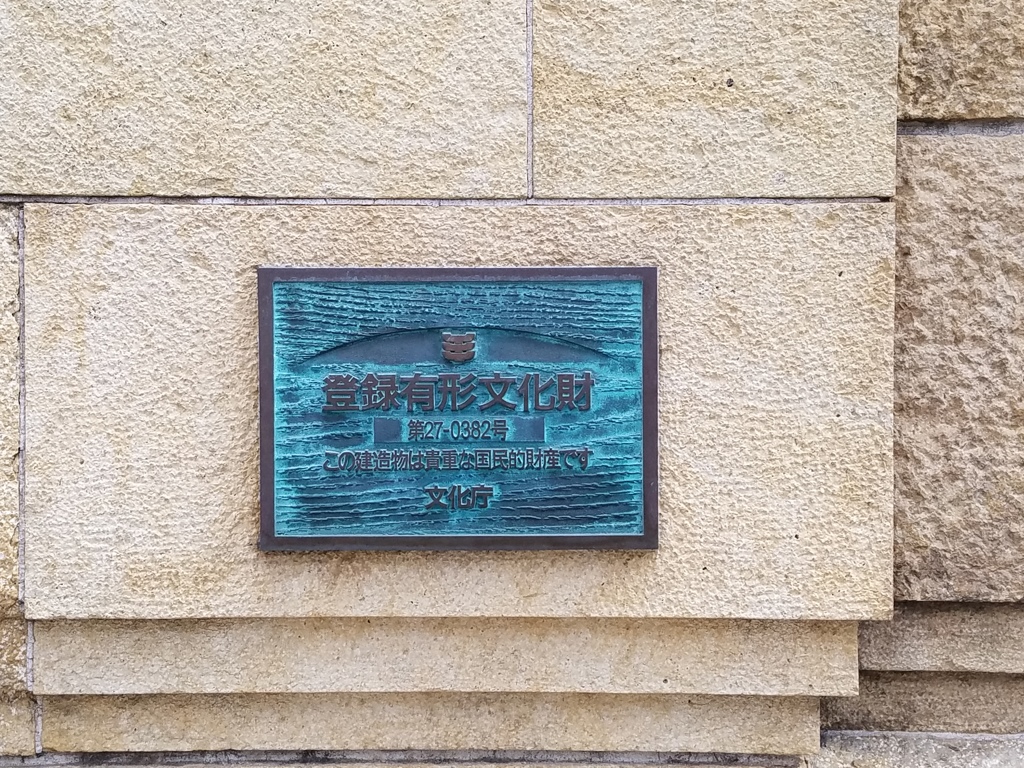 登録有形文化財
第27-0382号
この建造物は貴重な国民的財産です
文化庁